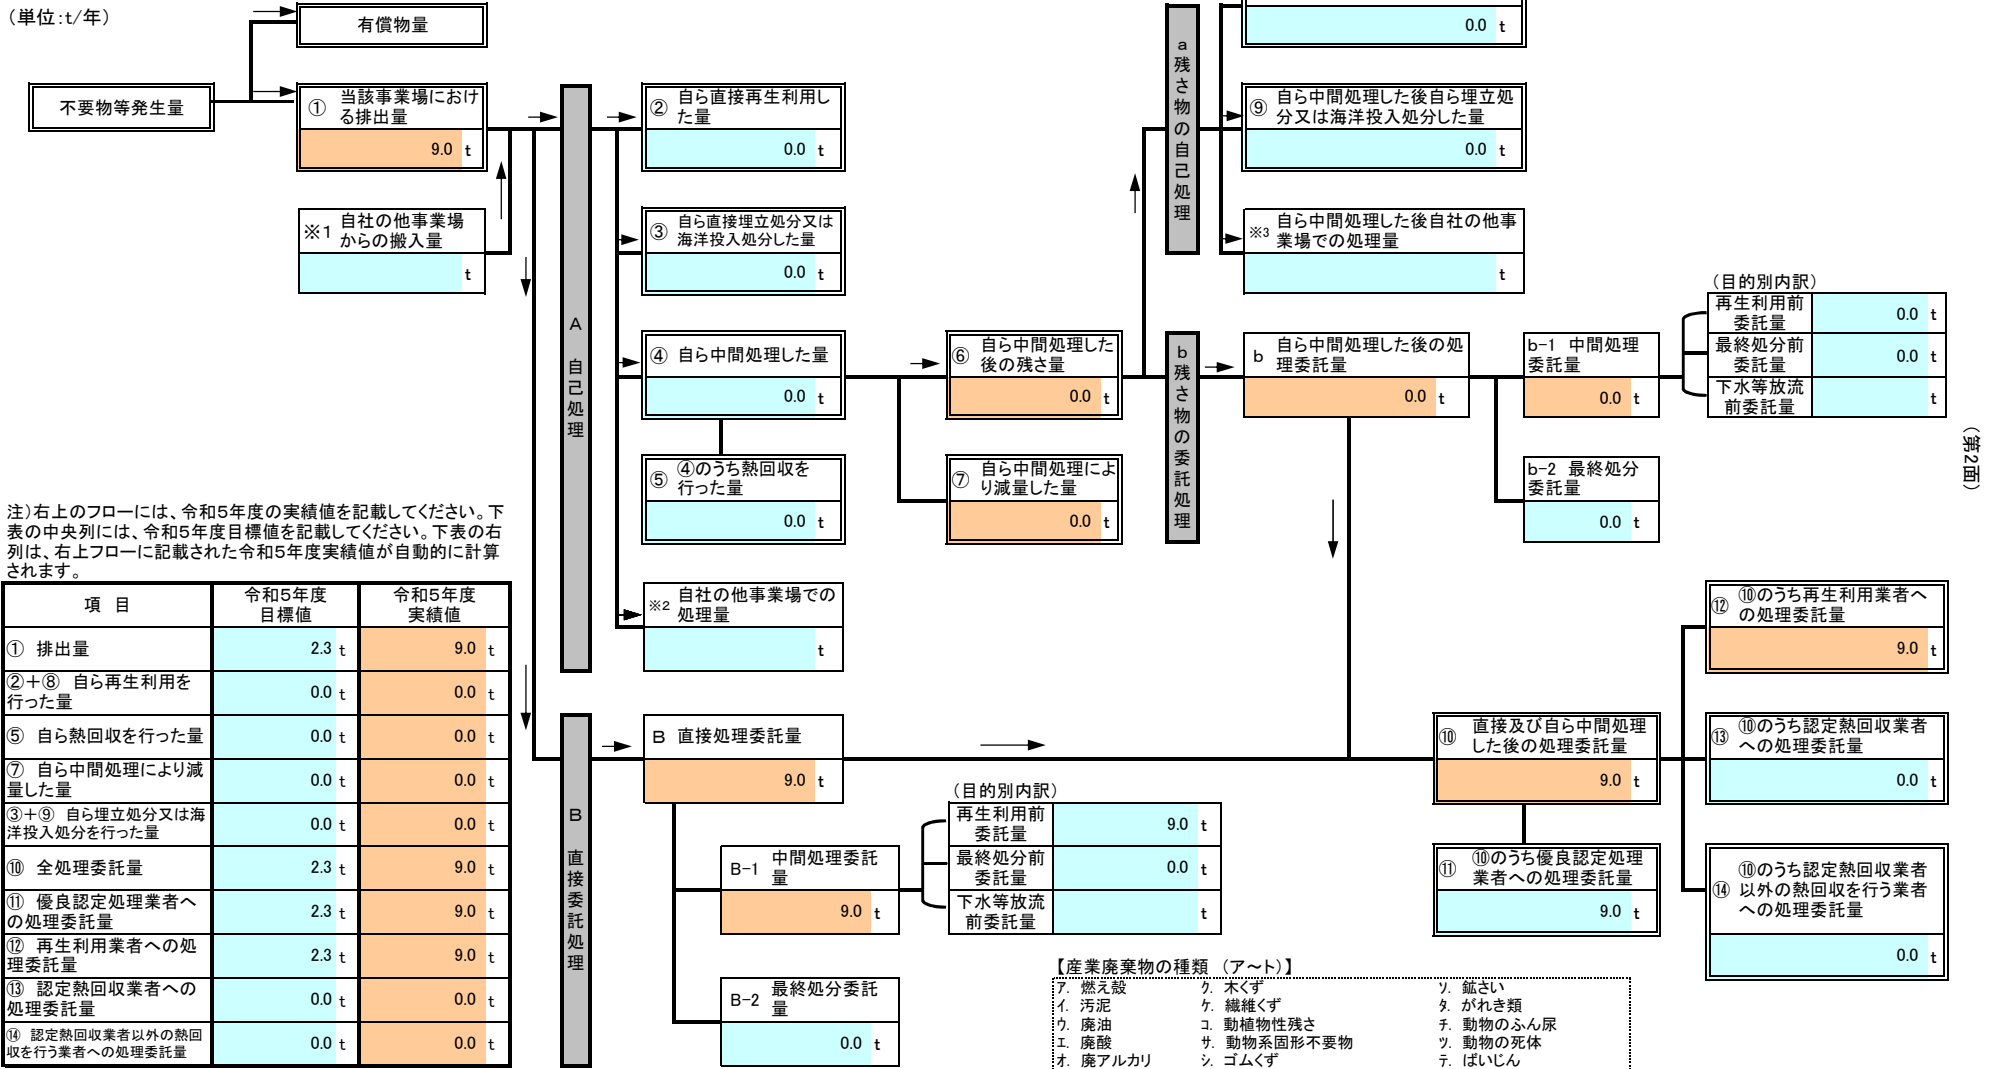 （単位：t/年）
有償物量
不要物等発生量
① 当該事業場におけ
る排出量
9.0 t
※1 自社の他事業場
からの搬入量
t
A 自己処理
② 自ら直接再生利用し
た量
0.0 t
③ 自ら直接埋立処分又は
海洋投入処分した量
0.0 t
④ 自ら中間処理した量
0.0 t
⑤ ④のうち熱回収を
行った量
0.0 t
※2 自社の他事業場での
処理量
t
⑥ 自ら中間処理した
後の残さ量
0.0 t
⑦ 自ら中間処理によ
り減量した量
0.0 t
a 残さ物の自己処理
0.0 t
⑨ 自ら中間処理した後自ら埋立処
分又は海洋投入処分した量
0.0 t
※3 自ら中間処理した後自社の他事
業場での処理量
t
b 残さ物の委託処理
b 自ら中間処理した後の処
理委託量
0.0 t
b-1 中間処理
委託量
0.0 t
b-2 最終処分
委託量
0.0 t
（目的別内訳）
再生利用前
委託量
0.0 t
最終処分前
委託量
0.0 t
下水等放流
前委託量
t
（第2面）
注）右上のフローには、令和5年度の実績値を記載してください。下
表の中央列には、令和5年度目標値を記載してください。下表の右
列は、右上フローに記載された令和5年度実績値が自動的に計算
されます。
項 目 令和5年度 令和5年度
目標値 実績値
① 排出量 2.3 t 9.0 t
②＋⑧ 自ら再生利用を
行った量 0.0 t 0.0 t
⑤ 自ら熱回収を行った量 0.0 t 0.0 t
⑦ 自ら中間処理により減
量した量 0.0 t 0.0 t
③＋⑨ 自ら埋立処分又は海
洋投入処分を行った量 0.0 t 0.0 t
⑩ 全処理委託量 2.3 t 9.0 t
⑪ 優良認定処理業者へ
の処理委託量 2.3 t 9.0 t
⑫ 再生利用業者への処
理委託量 2.3 t 9.0 t
⑬ 認定熱回収業者への
処理委託量 0.0 t 0.0 t
⑭ 認定熱回収業者以外の熱回
収を行う業者への処理委託量 0.0 t 0.0 t
B 直接委託処理
B 直接処理委託量
9.0 t
B-1 中間処理委託
量
9.0 t
B-2 最終処分委託
量
0.0 t
（目的別内訳）
再生利用前
委託量
9.0 t
最終処分前
委託量
0.0 t
下水等放流
前委託量
t
⑩ 直接及び自ら中間処理
した後の処理委託量
9.0 t
⑪ ⑩のうち優良認定処理
業者への処理委託量
9.0 t
⑫ ⑩のうち再生利用業者へ
の処理委託量
9.0 t
⑬ ⑩のうち認定熱回収業者
への処理委託量
0.0 t
⑭ ⑩のうち認定熱回収業者
以外の熱回収を行う業者
への処理委託量
0.0 t
【産業廃棄物の種類 （ア～ト）】
ア. 燃え殻 ク. 木くず ソ. 鉱さい
イ. 汚泥 ケ. 繊維くず タ. がれき類
ウ. 廃油 コ. 動植物性残さ チ. 動物のふん尿
エ. 廃酸 サ. 動物系固形不要物 ツ. 動物の死体
オ. 廃アルカリ シ. ゴムくず テ. ばいじん